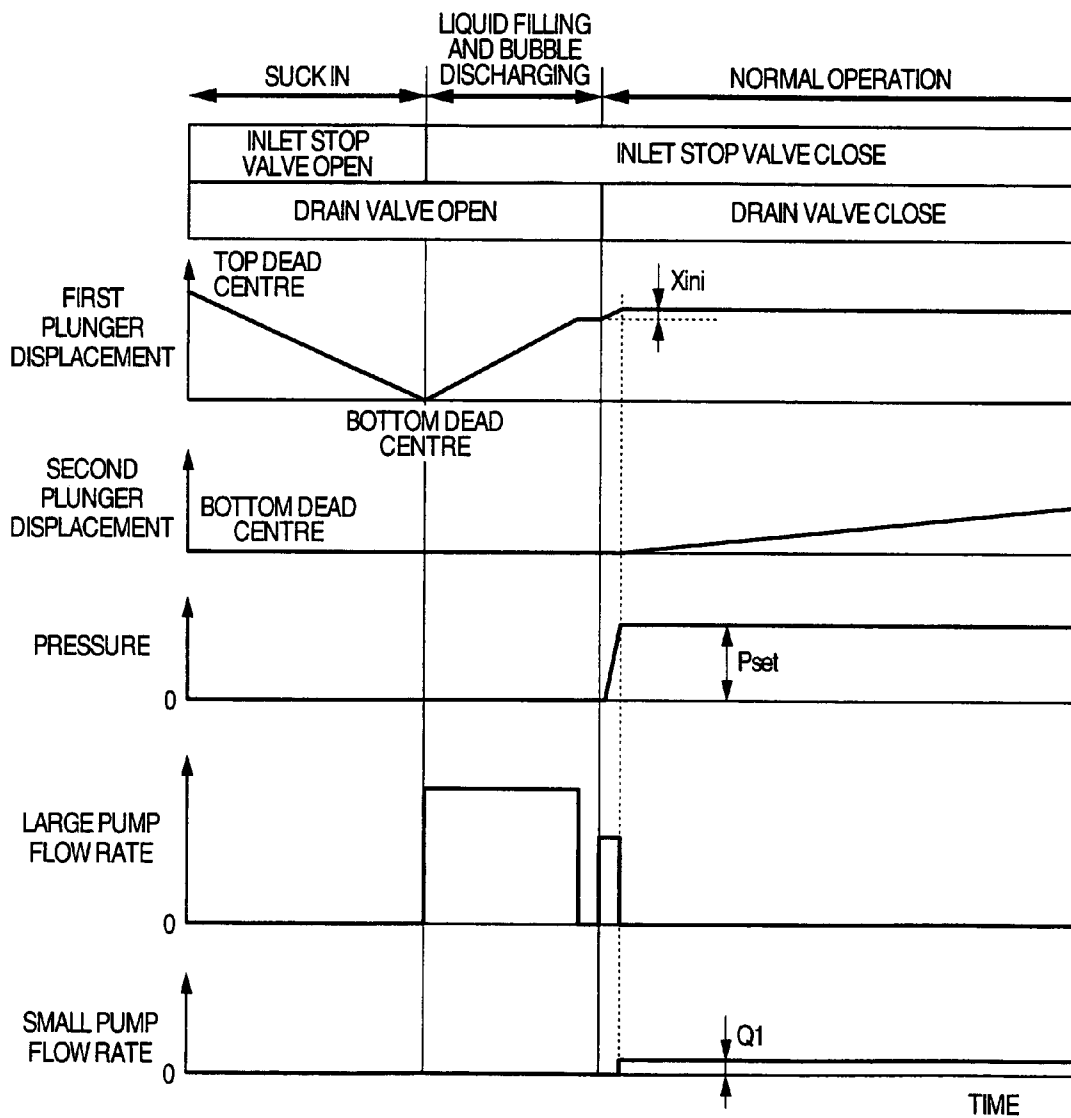 LIQUID FILLING
AND BUBBLE
DISCHARGING
SUCK IN
NORMAL OPERATION
INLET STOP
VALVE OPEN
INLET STOP VALVE CLOSE
DRAIN VALVE OPEN
DRAIN VALVE CLOSE
TOP DEAD
CENTRE
Xini
FIRST
PLUNGER
DISPLACEMENT
BOTTOM DEAD
CENTRE
SECOND
PLUNGER
DISPLACEMENT
BOTTOM DEAD
CENTRE
PRESSURE
Pset
0
LARGE PUMP
FLOW RATE
0
SMALL PUMP
FLOW RATE
Q1
0
TIME